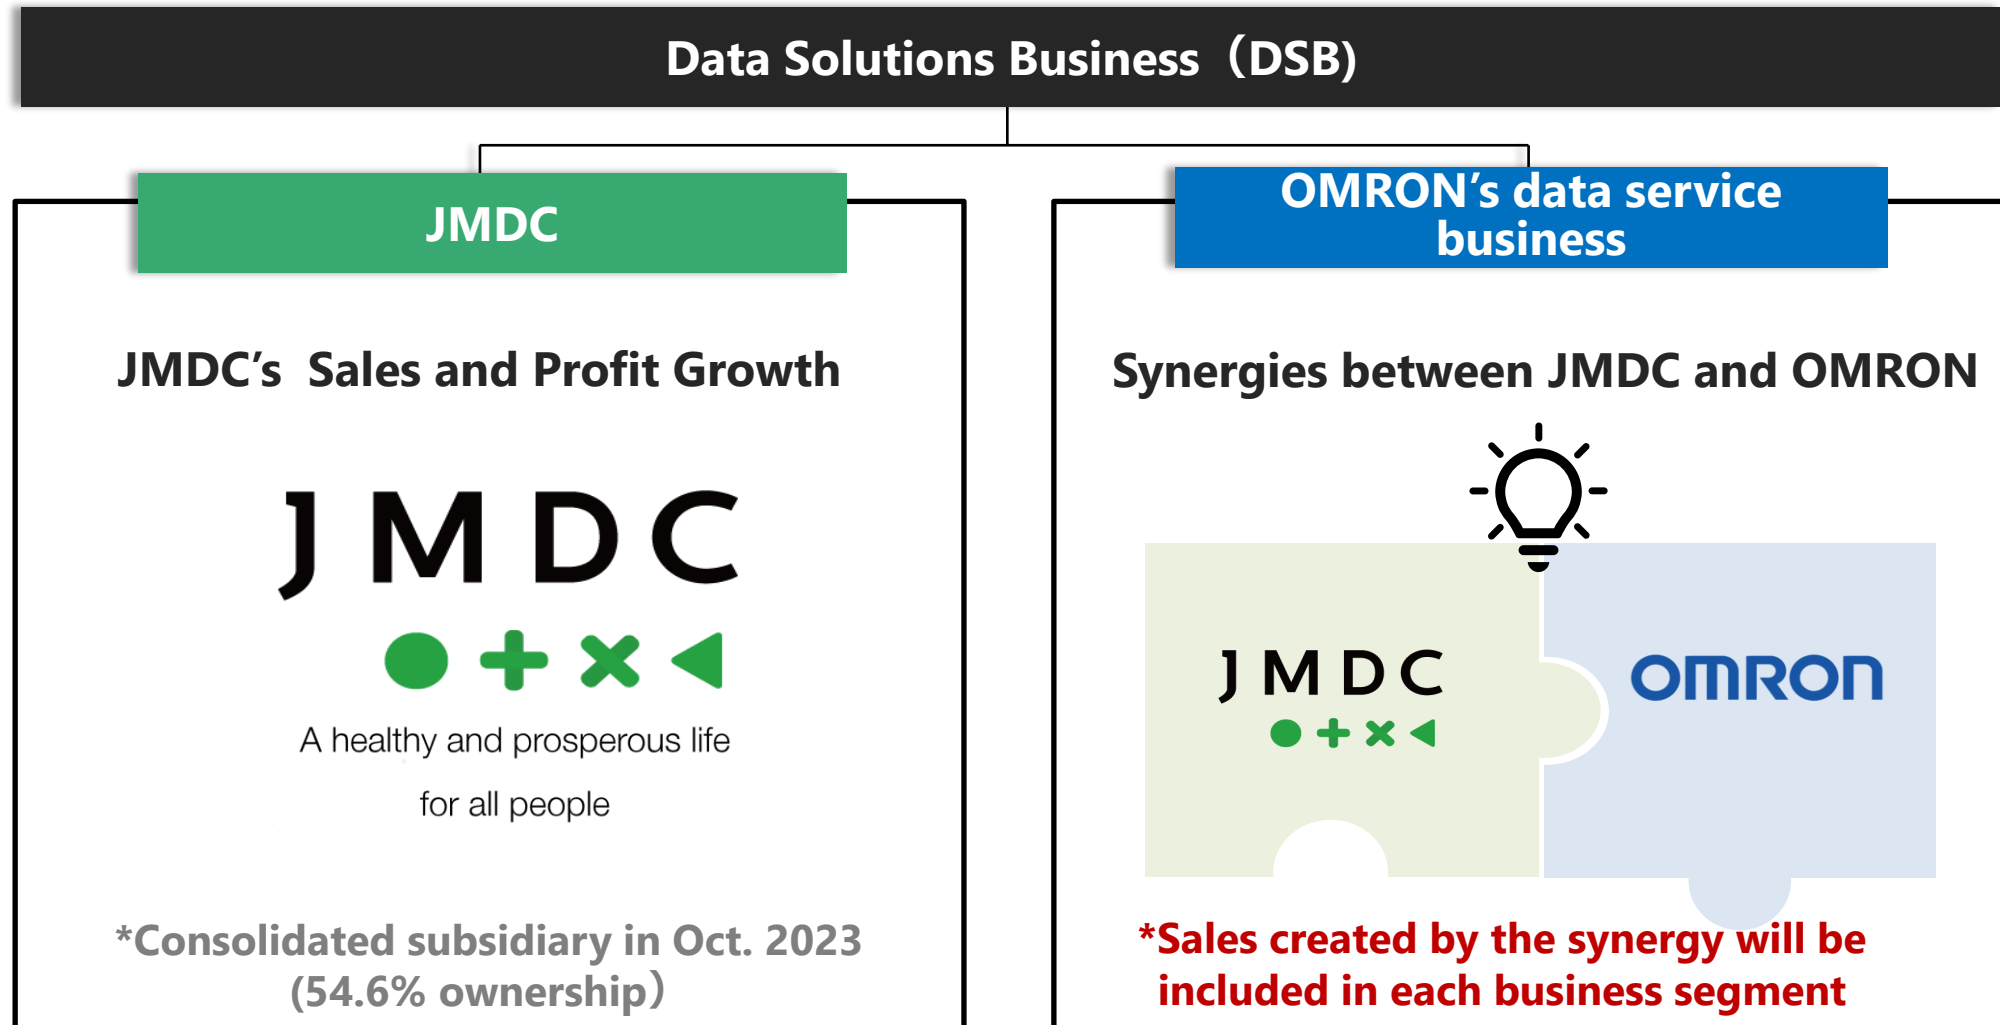 Data Solutions Business（DSB)
JMDC
JMDC’s  Sales and Profit Growth
JMDC
A healthy and prosperous life
for all people
*Consolidated subsidiary in Oct. 2023
(54.6% ownership）
OMRON’s data service
business
Synergies between JMDC and OMRON
JMDC
OMRON
*Sales created by the synergy will be
included in each business segment